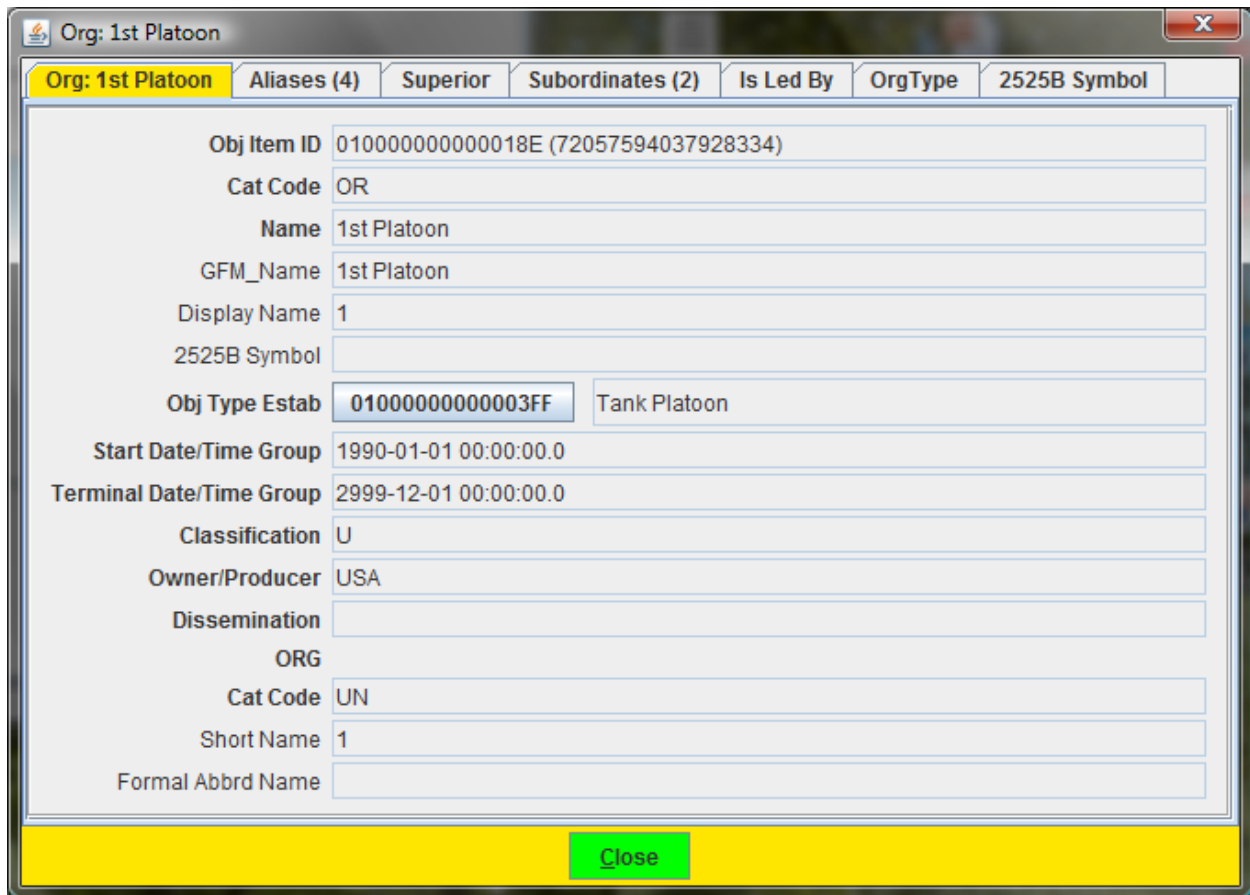 Org: 1st Platoon
X
Org: 1st Platoon Aliases (4) Superior Subordinates (2) Is Led By OrgType 2525B Symbol
Obj Item ID 010000000000018E (72057594037928334)
Cat Code OR
Name 1st Platoon
GFM_Name 1st Platoon
Display Name 1
2525B Symbol
Obj Type Estab 01000000000003FF Tank Platoon
Start Date/Time Group 1990-01-01 00:00:00.0
Terminal Date/Time Group 2999-12-01 00:00:00.0
Classification U
Owner/Producer USA
Dissemination
ORG
Cat Code UN
Short Name 1
Formal Abbrd Name
Close